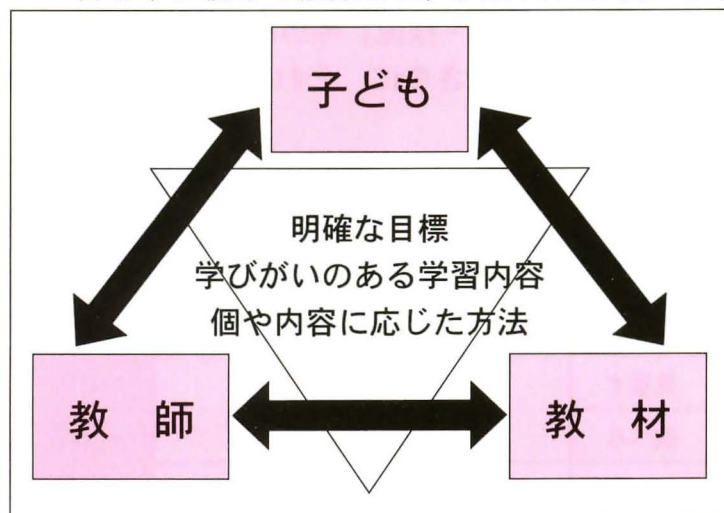 子ども
明確な目標
学びがいのある学習内容
個や内容に応じた方法
教　師
教　材